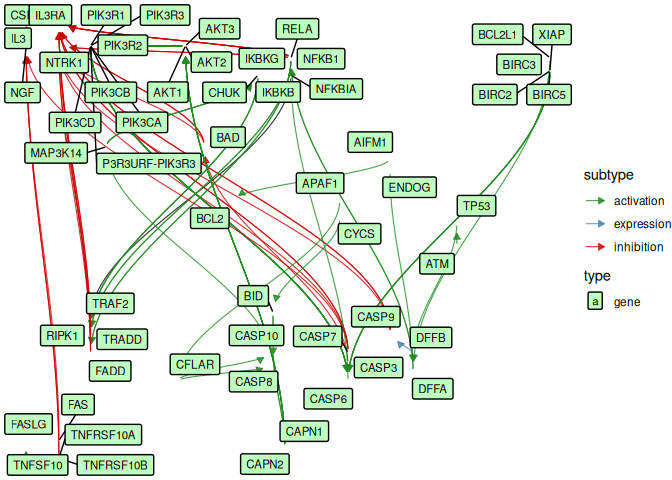 CSI IL3RA PIK3R1 PIK3R3
IL3 PIK3R2 AKT3 RELA BCL2L1 XIAP
NTRK1 AKT2 IKBKG NFKB1 BIRC3
NGF PIK3CB AKT1 CHUK IKBKB NFKBIA BIRC2 BIRC5
PIK3CD PIK3CA
BAD AIFM1
MAP3K14 P3R3URF-PIK3R3
APAF1 ENDOG
subtype
activation
expression
inhibition
type
a gene
BCL2 TP53
CYCS
ATM
BID
TRAF2
CASP9
RIPK1 TRADD CASP10 CASP7 DFFB
CFLAR CASP3
FADD CASP8 DFFA
CASP6
FAS
FASLG TNFRSF10A CAPN1
TNFSF10 TNFRSF10B CAPN2